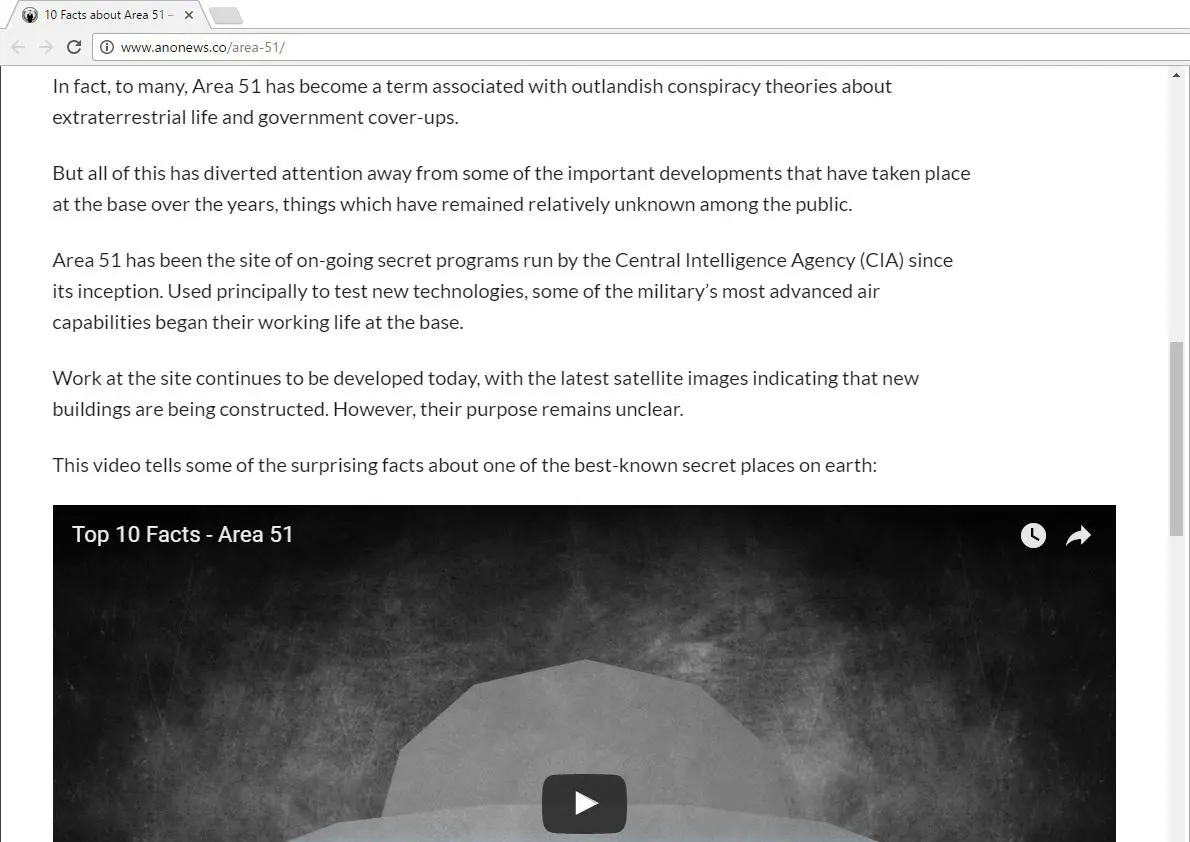 10 Facts about Area 51 –
www.anonews.co/area-51/
In fact, to many, Area 51 has become a term associated with outlandish conspiracy theories about
extraterrestrial life and government cover-ups.
But all of this has diverted attention away from some of the important developments that have taken place
at the base over the years, things which have remained relatively unknown among the public.
Area 51 has been the site of on-going secret programs run by the Central Intelligence Agency (CIA) since
its inception. Used principally to test new technologies, some of the military’s most advanced air
capabilities began their working life at the base.
Work at the site continues to be developed today, with the latest satellite images indicating that new
buildings are being constructed. However, their purpose remains unclear.
This video tells some of the surprising facts about one of the best-known secret places on earth:
Top 10 Facts - Area 51